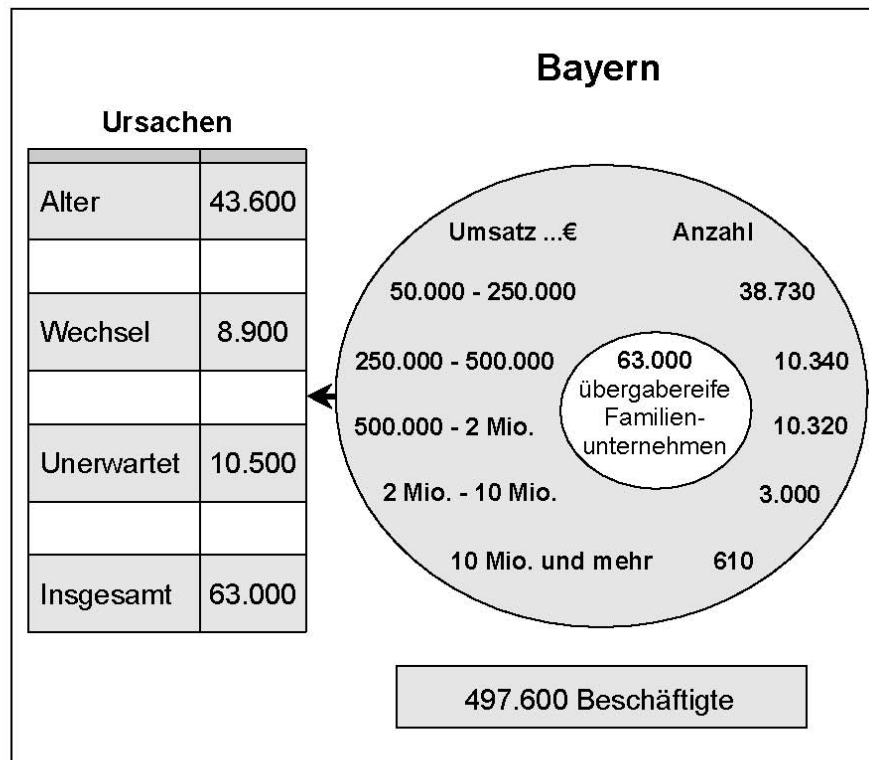 Bayern
Ursachen
Alter 43.600
Wechsel 8.900
Unerwartet 10.500
Insgesamt 63.000
Umsatz ...€ Anzahl
50.000 - 250.000 38.730
250.000 - 500.000 10.340
500.000 - 2 Mio. 10.320
2 Mio. - 10 Mio. 3.000
10 Mio. und mehr 610
63.000
übergabereife
Familien-
unternehmen
497.600 Beschäftigte